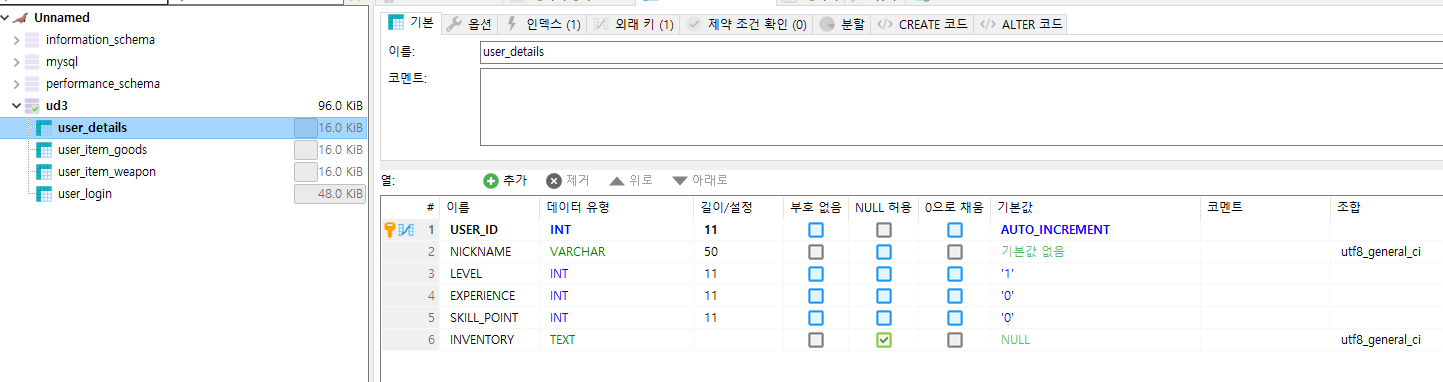 Unnamed
information_schema
mysql
performance_schema
ud3 96.0 KiB
user_details 16.0 KiB
user_item_goods 16.0 KiB
user_item_weapon 16.0 KiB
user_login 48.0 KiB
기본 옵션 인덱스 (1) 외래 키 (1) 제약 조건 확인 (0) 분할 </> CREATE 코드 </> ALTER 코드
이름: user_details
코멘트:
열: 추가 제거 위로 아래로
# 이름 데이터 유형 길이/설정 부호 없음 NULL 허용 0으로 채움 기본값 코멘트 조합
1 USER_ID INT 11 AUTO_INCREMENT
2 NICKNAME VARCHAR 50 기본값 없음 utf8_general_ci
3 LEVEL INT 11 '1'
4 EXPERIENCE INT 11 '0'
5 SKILL_POINT INT 11 '0'
6 INVENTORY TEXT NULL utf8_general_ci